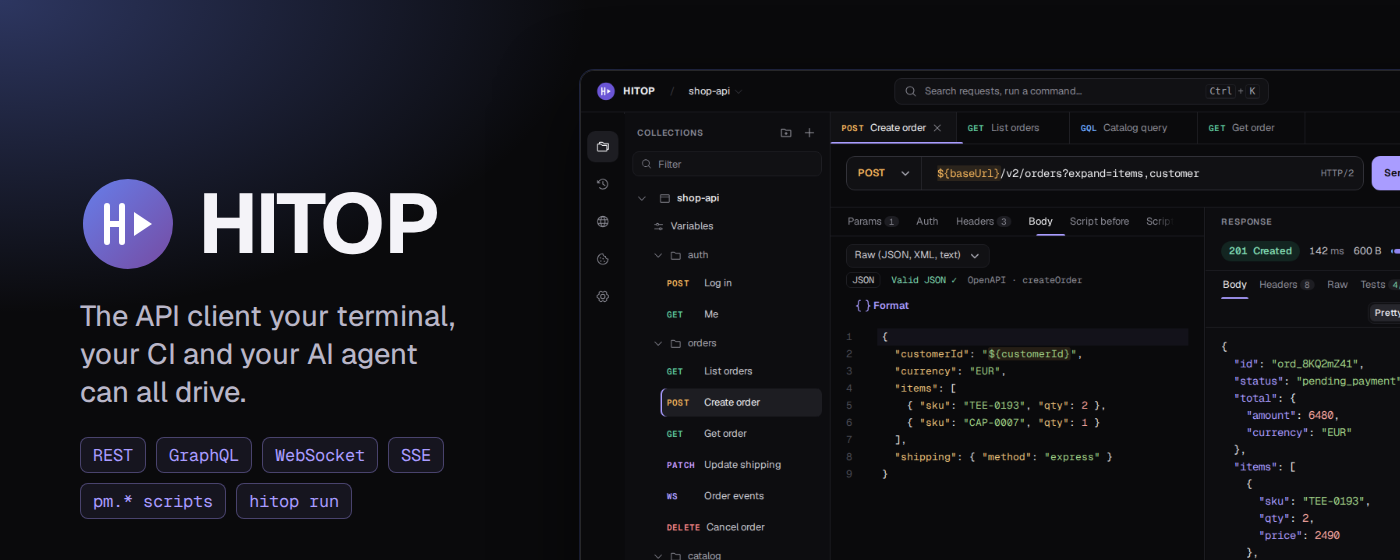 HITOP
The API client your terminal,
your CI and your AI agent
can all drive.
REST GraphQL WebSocket SSE
pm.* scripts hitop run
HITOP / shop-api
Search requests, run a command... Ctrl + K
COLLECTIONS
Filter
shop-api
Variables
auth
POST Log in
GET Me
orders
GET List orders
POST Create order
GET Get order
PATCH Update shipping
WS Order events
DELETE Cancel order
catalog
POST Create order GET List orders GQL Catalog query GET Get order
POST ${baseUrl}/v2/orders?expand=items,customer HTTP/2
Params 1 Auth Headers 3 Body Script before
Raw (JSON, XML, text)
JSON Valid JSON ✓ OpenAPI · createOrder
{ } Format
1 {
2 "customerId": "${customerId}",
3 "currency": "EUR",
4 "items": [
5 { "sku": "TEE-0193", "qty": 2 },
6 { "sku": "CAP-0007", "qty": 1 }
7 ],
8 "shipping": { "method": "express" }
9 }
RESPONSE
201 Created 142 ms 600 B
Body Headers 8 Raw Tests
Pretty
{
"id": "ord_8KQ2mZ41",
"status": "pending_payment"
"total": {
"amount": 6480,
"currency": "EUR"
},
"items": [
{
"sku": "TEE-0193",
"qty": 2,
"price": 2490
},